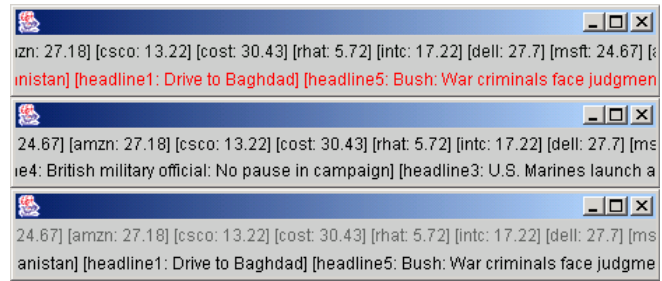 ızn: 27.18] [csco: 13.22] [cost: 30.43] [rhat: 5.72] [intc: 17.22] [dell: 27.7] [msft: 24.67] [a
nistan] [headline1: Drive to Baghdad] [headline5: Bush: War criminals face judgmen
24.67] [amzn: 27.18] [csco: 13.22] [cost: 30.43] [rhat: 5.72] [intc: 17.22] [dell: 27.7] [ms
e4: British military official: No pause in campaign] [headline3: U.S. Marines launch a
24.67] [amzn: 27.18] [csco: 13.22] [cost: 30.43] [rhat: 5.72] [intc: 17.22] [dell: 27.7] [ms
anistan] [headline1: Drive to Baghdad] [headline5: Bush: War criminals face judgme